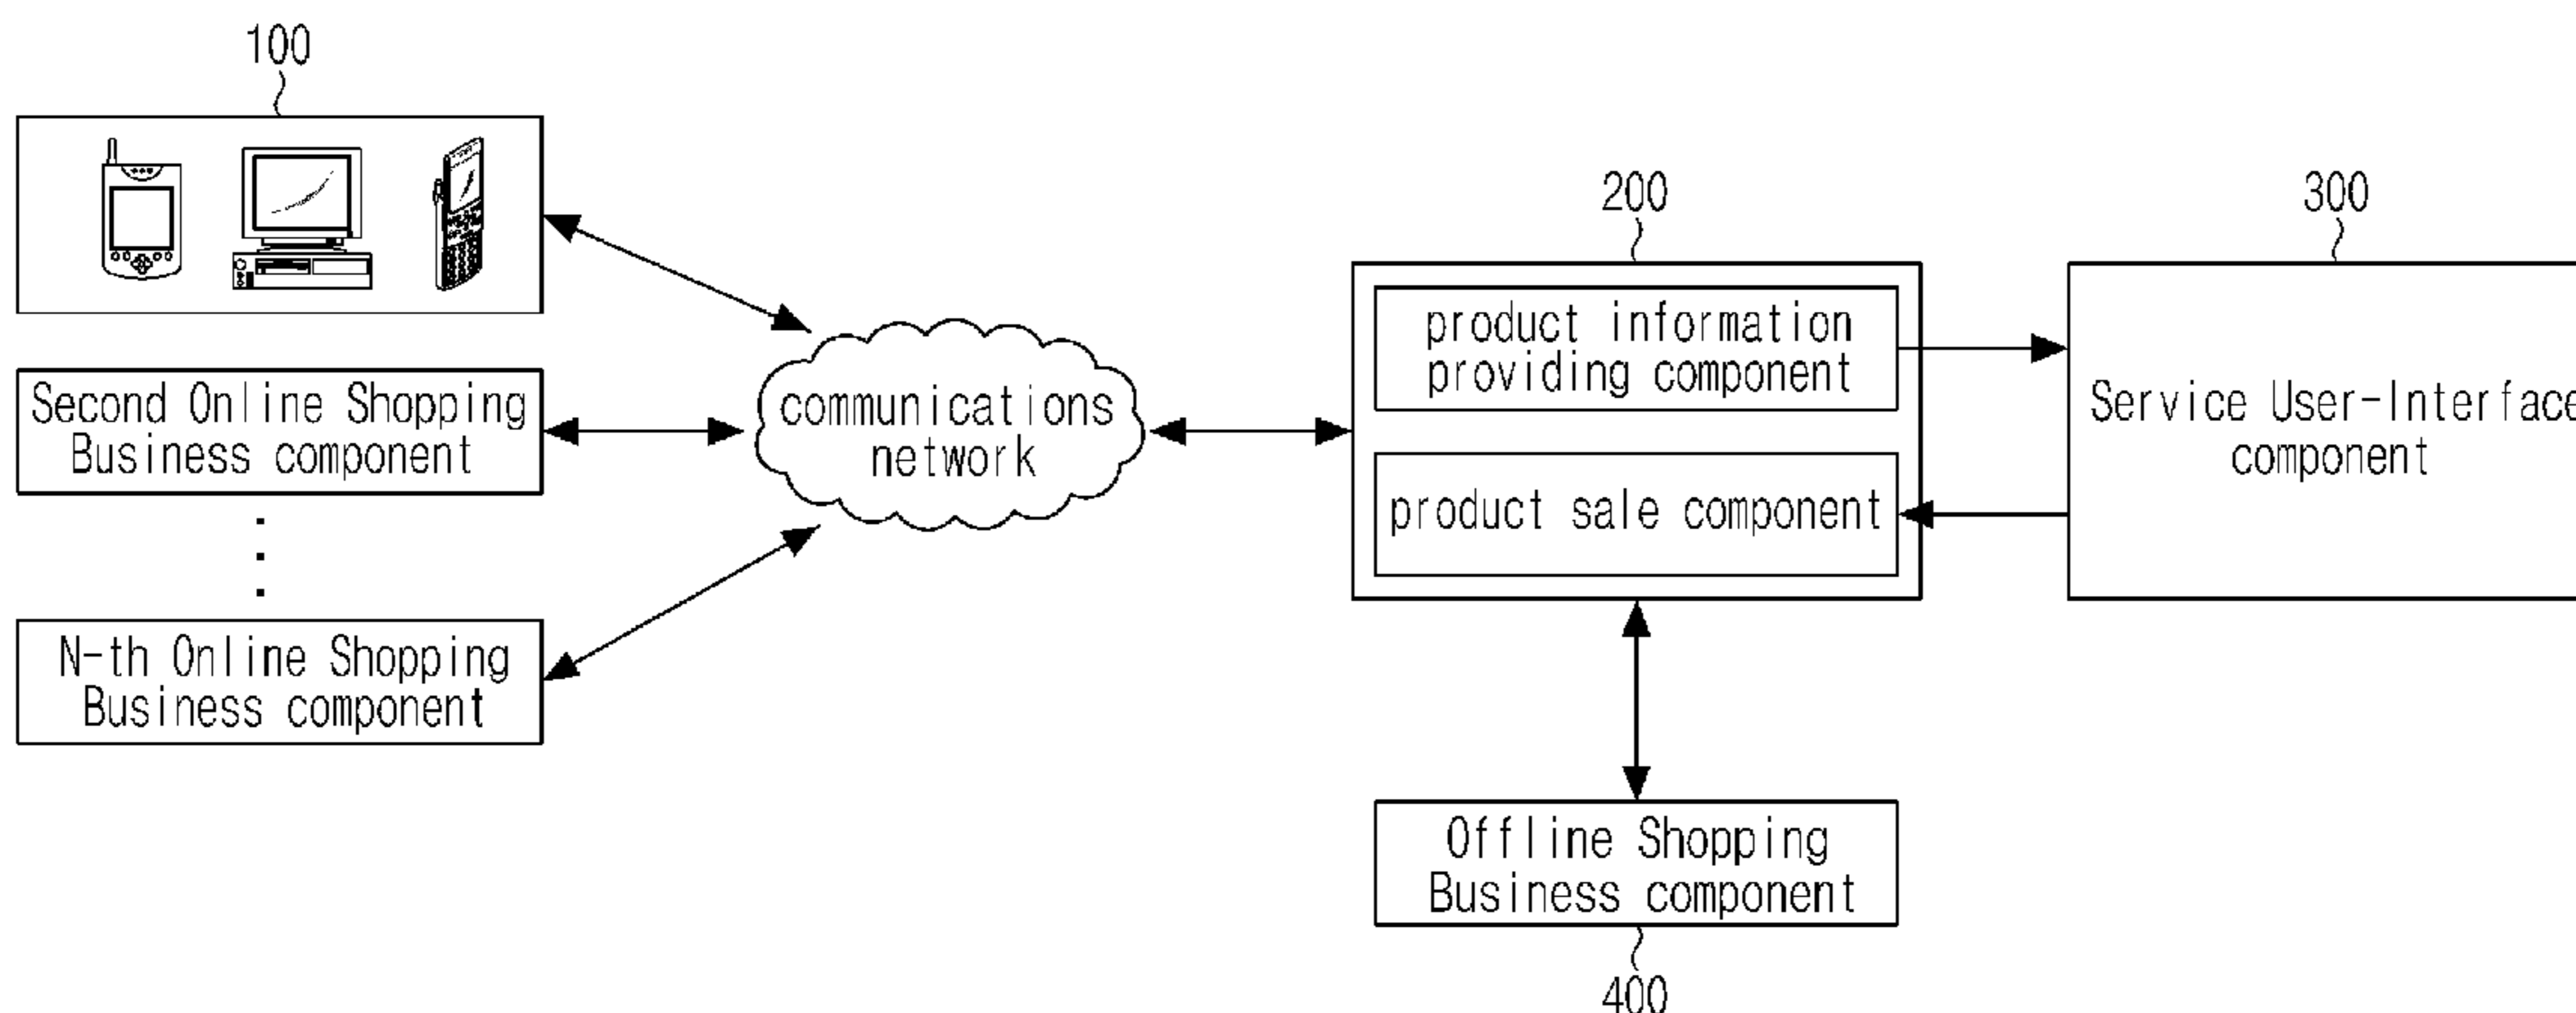 100
Second Online Shopping
Business component
N-th Online Shopping
Business component
communications
network
200
product information
providing component
product sale component
300
Service User-Interface
component
Offline Shopping
Business component
400